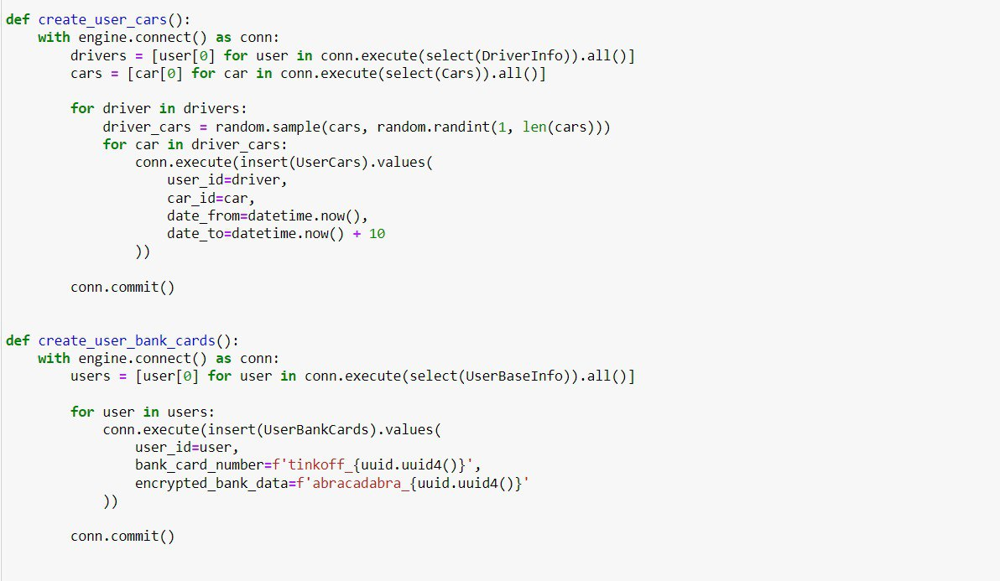 def create_user_cars():
    with engine.connect() as conn:
        drivers = [user[0] for user in conn.execute(select(DriverInfo)).all()]
        cars = [car[0] for car in conn.execute(select(Cars)).all()]

        for driver in drivers:
            driver_cars = random.sample(cars, random.randint(1, len(cars)))
            for car in driver_cars:
                conn.execute(insert(UserCars).values(
                    user_id=driver,
                    car_id=car,
                    date_from=datetime.now(),
                    date_to=datetime.now() + 10
                ))

        conn.commit()


def create_user_bank_cards():
    with engine.connect() as conn:
        users = [user[0] for user in conn.execute(select(UserBaseInfo)).all()]

        for user in users:
            conn.execute(insert(UserBankCards).values(
                user_id=user,
                bank_card_number=f'tinkoff_{uuid.uuid4()}',
                encrypted_bank_data=f'abracadabra_{uuid.uuid4()}'
            ))

        conn.commit()